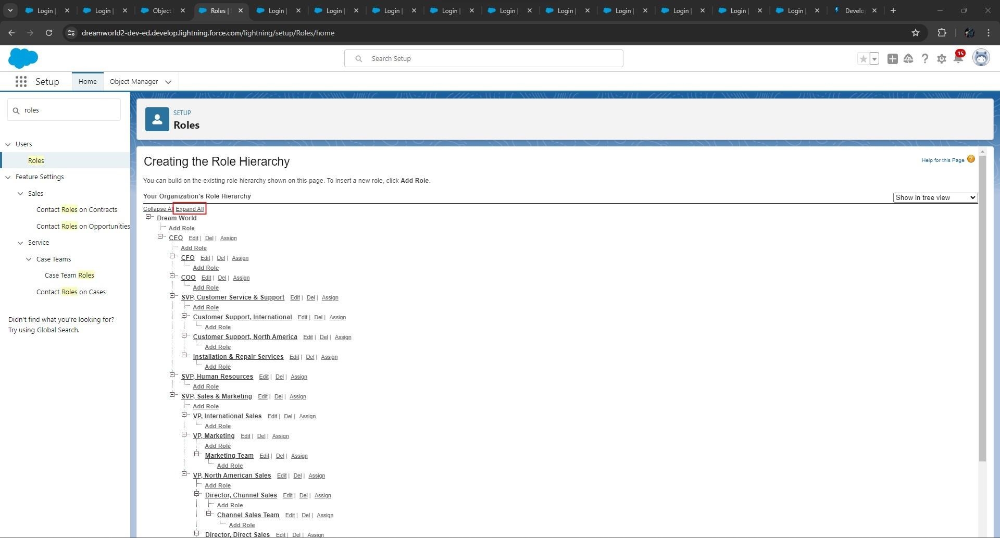 Login |
Login |
Object
Roles |
Login |
Login |
Login |
Login |
Login |
Login |
Login |
Login |
Login |
Login |
Develo
dreamworld2-dev-ed.develop.lightning.force.com/lightning/setup/Roles/home
Search Setup
15
Setup
Home
Object Manager
roles
Users
Roles
Feature Settings
Sales
Contact Roles on Contracts
Contact Roles on Opportunities
Service
Case Teams
Case Team Roles
Contact Roles on Cases
Didn't find what you're looking for?
Try using Global Search.
SETUP
Roles
Creating the Role Hierarchy
Help for this Page ?
You can build on the existing role hierarchy shown on this page. To insert a new role, click Add Role.
Your Organization's Role Hierarchy
Show in tree view
Collapse All Expand All
Dream World
Add Role
CEO Edit | Del | Assign
Add Role
CFO Edit | Del | Assign
Add Role
COO Edit | Del | Assign
Add Role
SVP, Customer Service & Support Edit | Del | Assign
Add Role
Customer Support, International Edit | Del | Assign
Add Role
Customer Support, North America Edit | Del | Assign
Add Role
Installation & Repair Services Edit | Del | Assign
Add Role
SVP, Human Resources Edit | Del | Assign
Add Role
SVP, Sales & Marketing Edit | Del | Assign
Add Role
VP, International Sales Edit | Del | Assign
Add Role
VP, Marketing Edit | Del | Assign
Add Role
Marketing Team Edit | Del | Assign
Add Role
VP, North American Sales Edit | Del | Assign
Add Role
Director, Channel Sales Edit | Del | Assign
Add Role
Channel Sales Team Edit | Del | Assign
Add Role
Director, Direct Sales Edit | Del | Assign